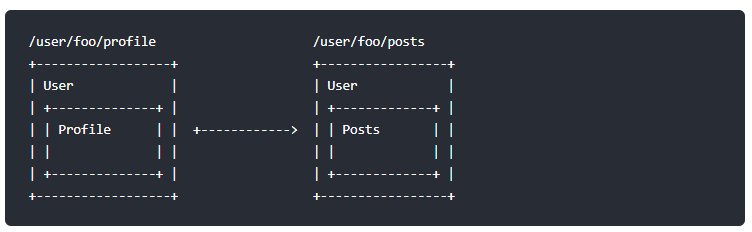 /user/foo/profile                     /user/foo/posts
+------------------+                  +-----------------+
| User             |                  | User            |
| +--------------+ |                  | +-------------+ |
| | Profile      | |  +------------>  | | Posts       | |
| |              | |                  | |             | |
| +--------------+ |                  | +-------------+ |
+------------------+                  +-----------------+